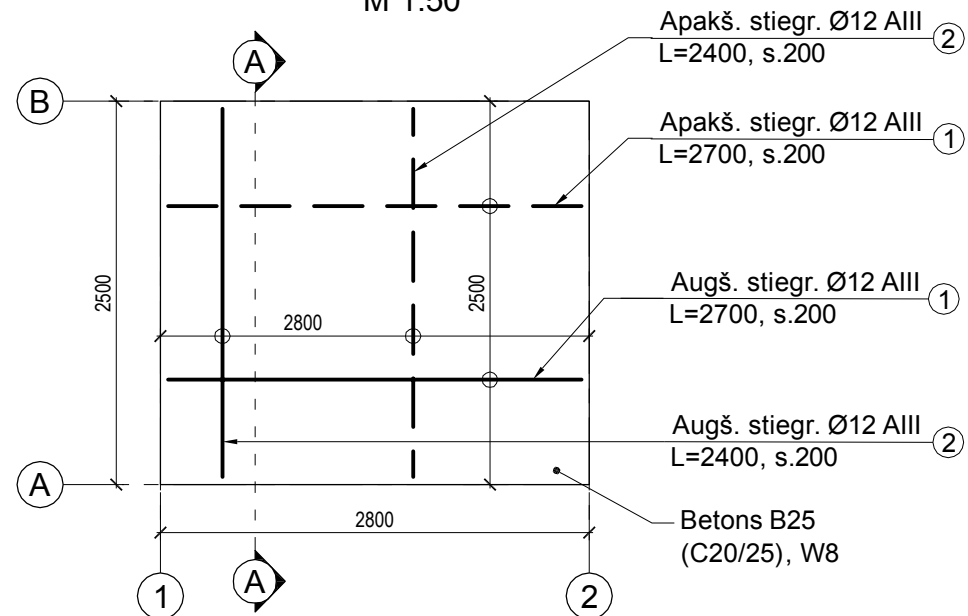 M 1:50
Apakš. stiegr. Ø12 AIII
L=2400, s.200
2
A
B
Apakš. stiegr. Ø12 AIII
L=2700, s.200
1
2500
2500
2800
Augš. stiegr. Ø12 AIII
L=2700, s.200
1
Augš. stiegr. Ø12 AIII
L=2400, s.200
2
A
2800
Betons B25
(C20/25), W8
A
1
2